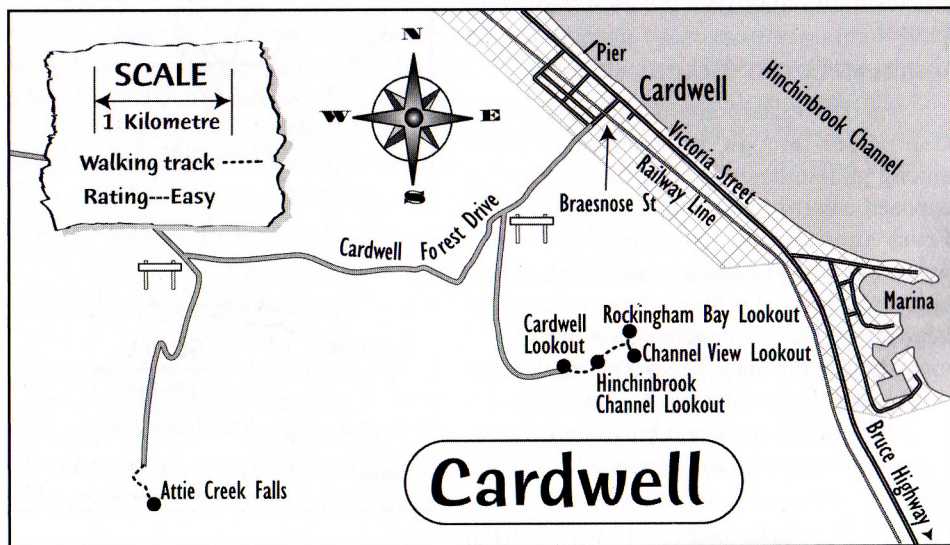 SCALE
1 Kilometre
Walking track -----
Rating---Easy
N
W
E
S
Pier
Cardwell
Hinchinbrook Channel
Victoria Street
Railway Line
Braesnose St
Cardwell Forest Drive
Marina
Cardwell
Lookout
Rockingham Bay Lookout
Channel View Lookout
Hinchinbrook
Channel Lookout
Attie Creek Falls
Cardwell
Bruce Highway